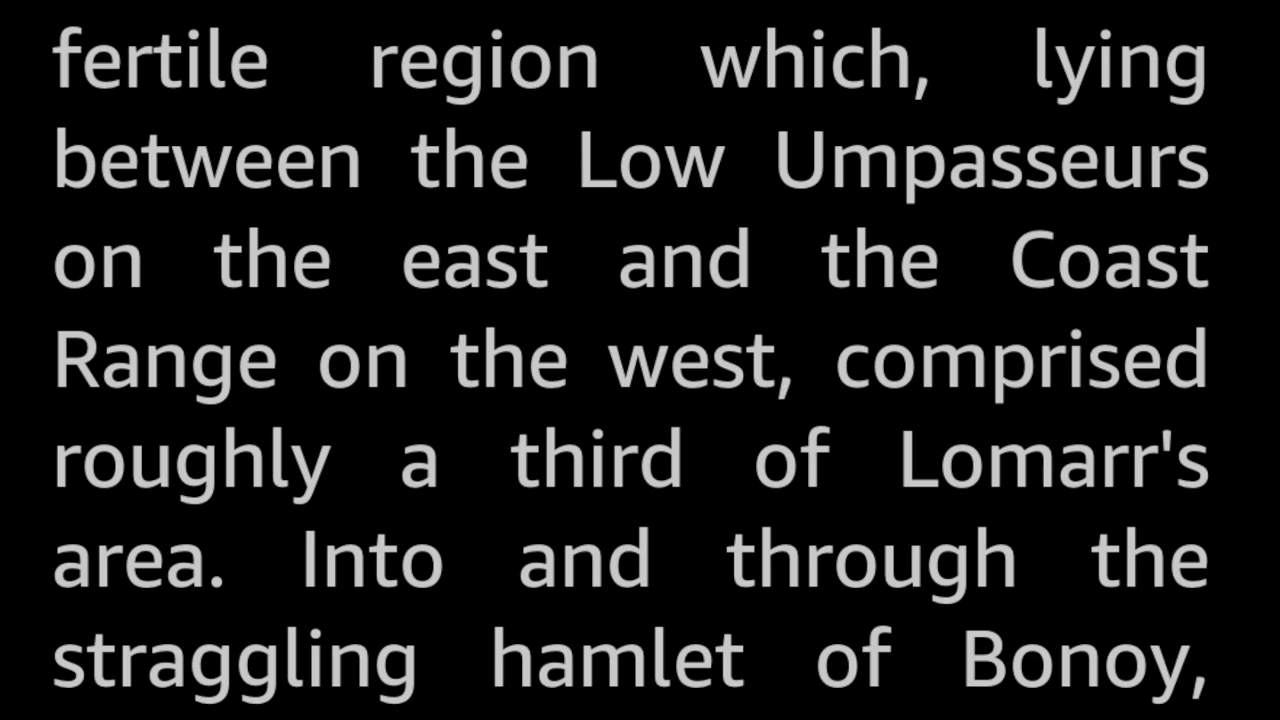 fertile region which, lying
between the Low Umpasseurs
on the east and the Coast
Range on the west, comprised
roughly a third of Lomarr's
area. Into and through the
straggling hamlet of Bonoy,